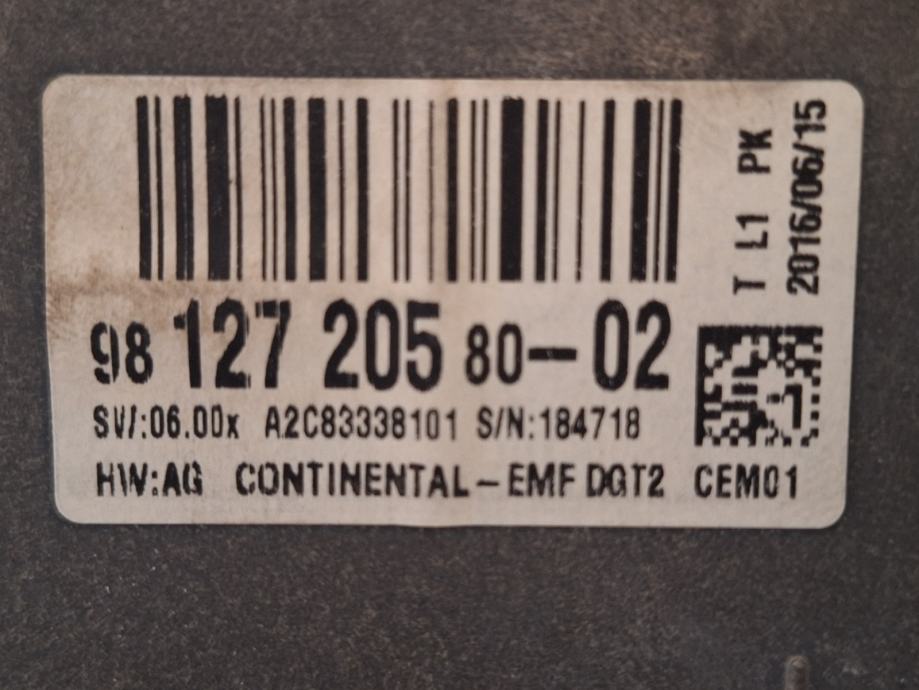 98 127 205 80-02
SW:06.00x A2C83338101 S/N:184718
HW:AG CONTINENTAL-EMF DGT2 CEM01
T L1 PK
2016/06/15